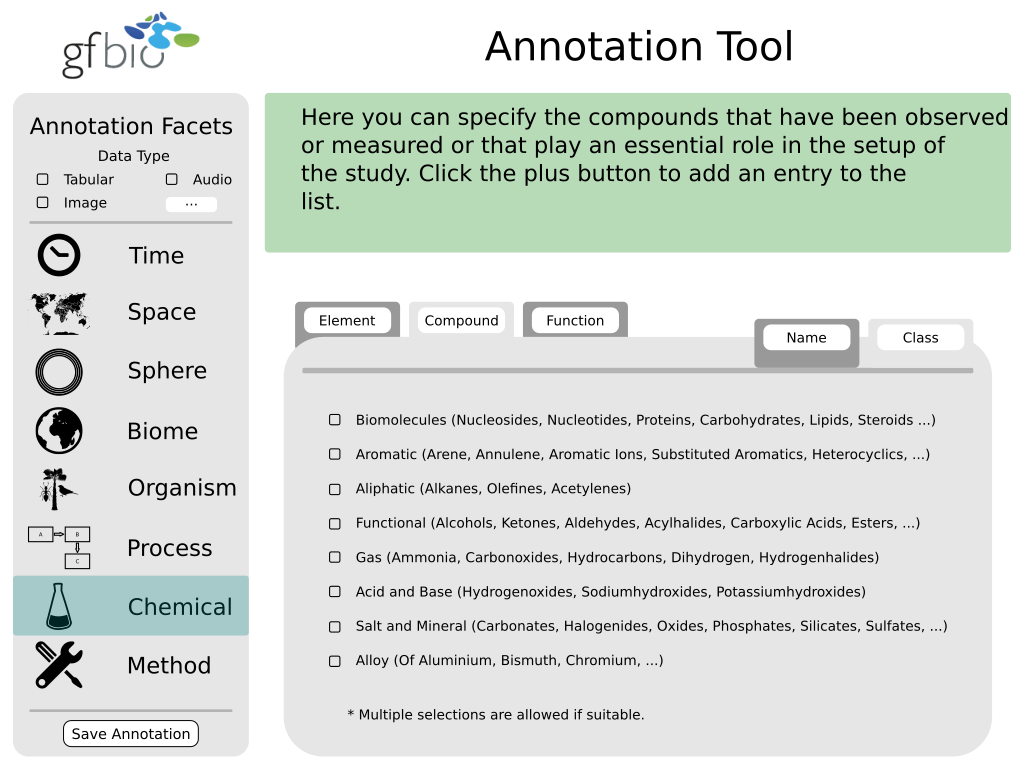 gfbio
Annotation Tool
Annotation Facets
Data Type
Tabular
Audio
Image
...
Time
Space
Sphere
Biome
Organism
A
B
C
Process
Chemical
Method
Save Annotation
Here you can specify the compounds that have been observed
or measured or that play an essential role in the setup of
the study. Click the plus button to add an entry to the
list.
Element
Compound
Function
Name
Class
Biomolecules (Nucleosides, Nucleotides, Proteins, Carbohydrates, Lipids, Steroids ...)
Aromatic (Arene, Annulene, Aromatic Ions, Substituted Aromatics, Heterocyclics, ...)
Aliphatic (Alkanes, Olefines, Acetylenes)
Functional (Alcohols, Ketones, Aldehydes, Acylhalides, Carboxylic Acids, Esters, ...)
Gas (Ammonia, Carbonoxides, Hydrocarbons, Dihydrogen, Hydrogenhalides)
Acid and Base (Hydrogenoxides, Sodiumhydroxides, Potassiumhydroxides)
Salt and Mineral (Carbonates, Halogenides, Oxides, Phosphates, Silicates, Sulfates, ...)
Alloy (Of Aluminium, Bismuth, Chromium, ...)
* Multiple selections are allowed if suitable.